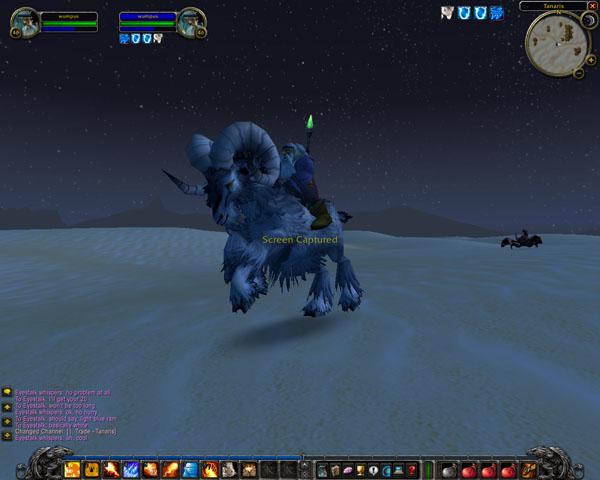 wumpus
wumpus
Tanaris
N
Screen Captured
Eyestalk whispers: no problem at all
To Eyestalk: i'll get your 20
To Eyestalk: won't be too long
Eyestalk whispers: ok, no hurry
To Eyestalk: should say, light blue ram
To Eyestalk: basically white
Changed Channel: [1. Trade - Tanaris]
Eyestalk whispers: ah, cool